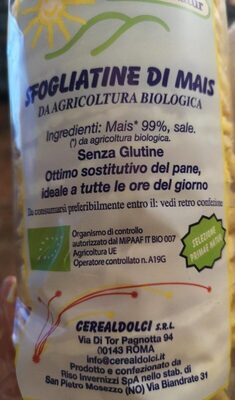 SFOGLIATINE DI MAIS
DA AGRICOLTURA BIOLOGICA
Ingredienti: Mais* 99%, sale.
(*) da agricoltura biologica.
Senza Glutine
Ottimo sostitutivo del pane,
ideale a tutte le ore del giorno
Da consumarsi preferibilmente entro il: vedi retro confezione
Organismo di controllo
autorizzato dal MIPAAF IT BIO 007
Agricoltura UE
Operatore controllato n. A19G
SELEZIONE
PRIMAE NATUR
CEREALDOLCI S.R.L.
Via Di Tor Pagnotta 94
00143 ROMA
info@cerealdolci.it
Prodotto e confezionato da
Riso Invernizzi SpA nello stab. di
San Pietro Mosezzo (NO) Via Biandrate 31